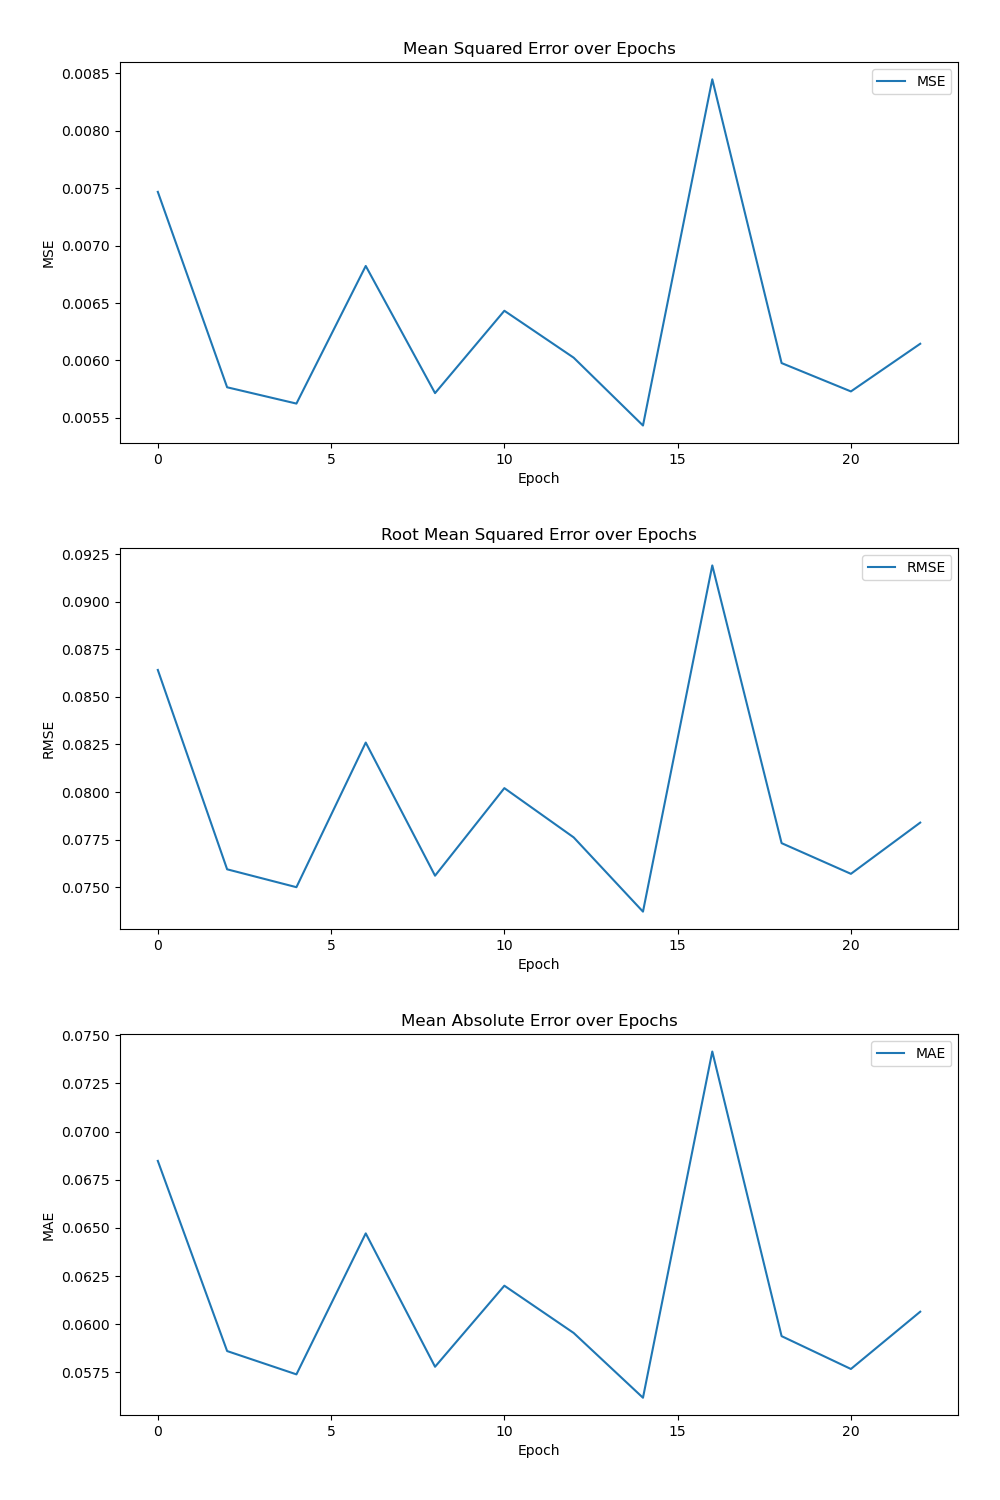 Mean Squared Error over Epochs
MSE
0.0085
0.0080
0.0075
0.0070
0.0065
0.0060
0.0055
MSE
0 5 10 15 20
Epoch
Root Mean Squared Error over Epochs
RMSE
0.0925
0.0900
0.0875
0.0850
0.0825
0.0800
0.0775
0.0750
RMSE
0 5 10 15 20
Epoch
Mean Absolute Error over Epochs
MAE
0.0750
0.0725
0.0700
0.0675
0.0650
0.0625
0.0600
0.0575
MAE
0 5 10 15 20
Epoch